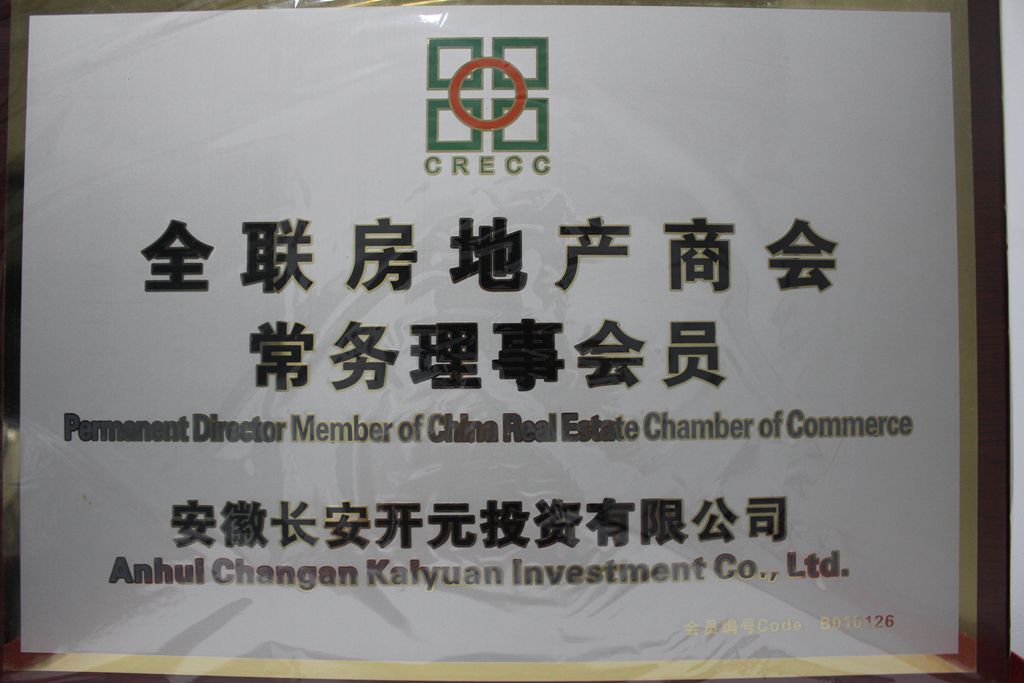 CRECC
全联房地产商会
常务理事会员
Permanent Director Member of China Real Estate Chamber of Commerce
安徽长安开元投资有限公司
Anhui Changan Kaiyuan Investment Co., Ltd.
会员编号Code: B016126